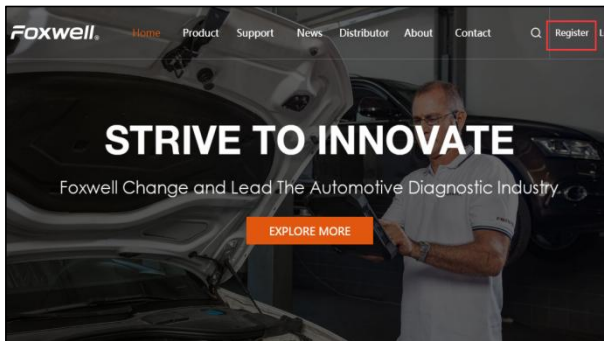 Foxwell®
Home Product Support News Distributor About Contact Register
STRIVE TO INNOVATE
Foxwell Change and Lead The Automotive Diagnostic Industry
EXPLORE MORE